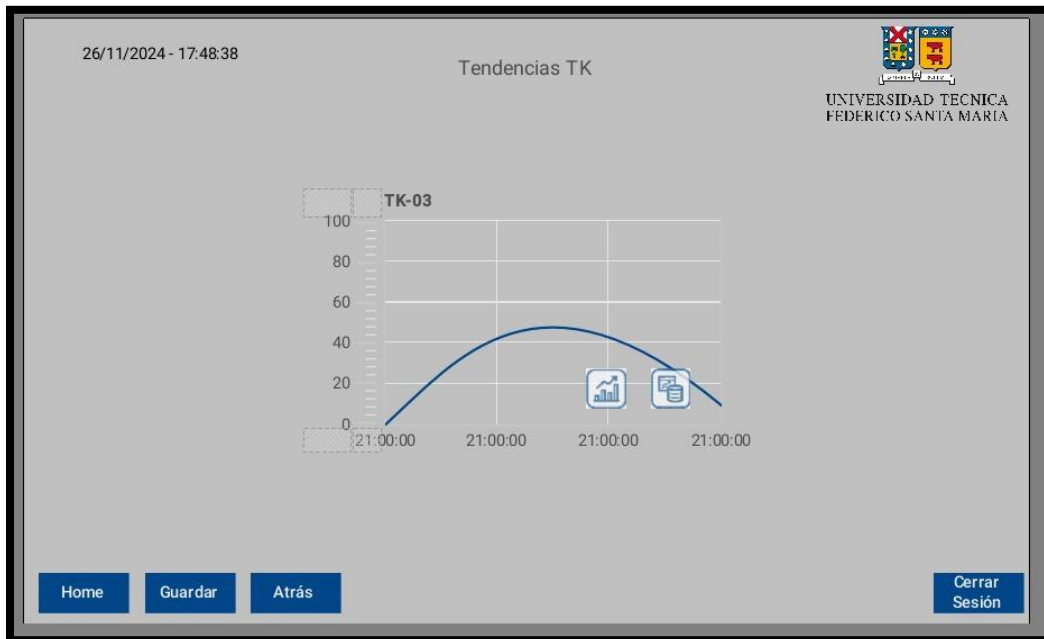 26/11/2024 - 17:48:38
Tendencias TK
UNIVERSIDAD TECNICA
FEDERICO SANTA MARIA
TK-03
100
80
60
40
20
0
21:00:00 21:00:00 21:00:00 21:00:00
Home
Guardar
Atrás
Cerrar
Sesión